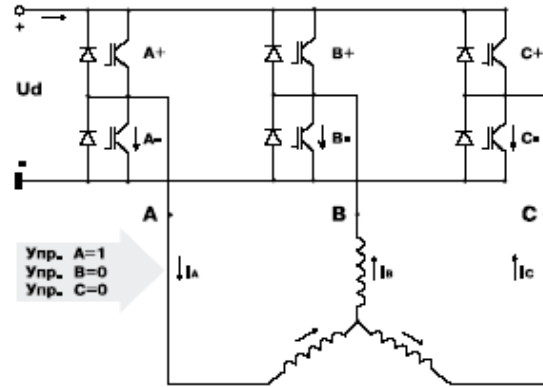 +
A+
B+
C+
Ud
A-
B-
C-
-
A
B
C
Упр. A=1
Упр. B=0
Упр. C=0
IA
IB
IC